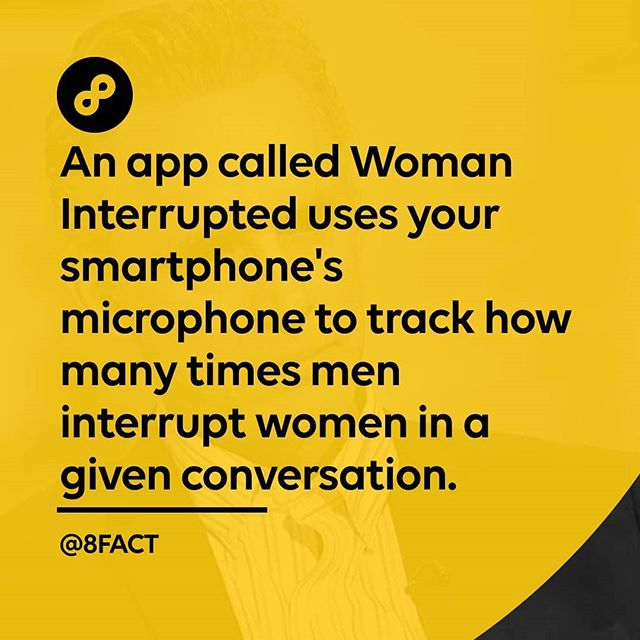 An app called Woman
Interrupted uses your
smartphone's
microphone to track how
many times men
interrupt women in a
given conversation.
@8FACT